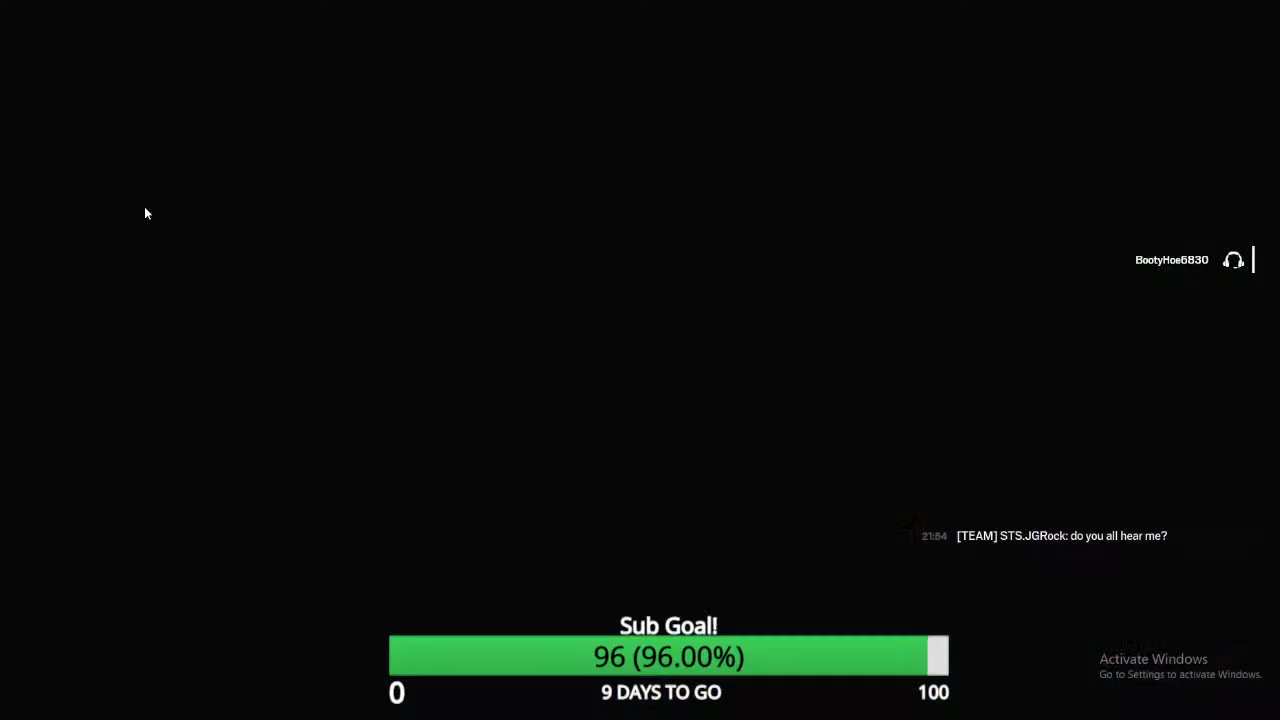 BootyHoe6830
21:54 [TEAM] STS.JGRock: do you all hear me?
Sub Goal!
96 (96.00%)
0 9 DAYS TO GO 100
Activate Windows
Go to Settings to activate Windows.